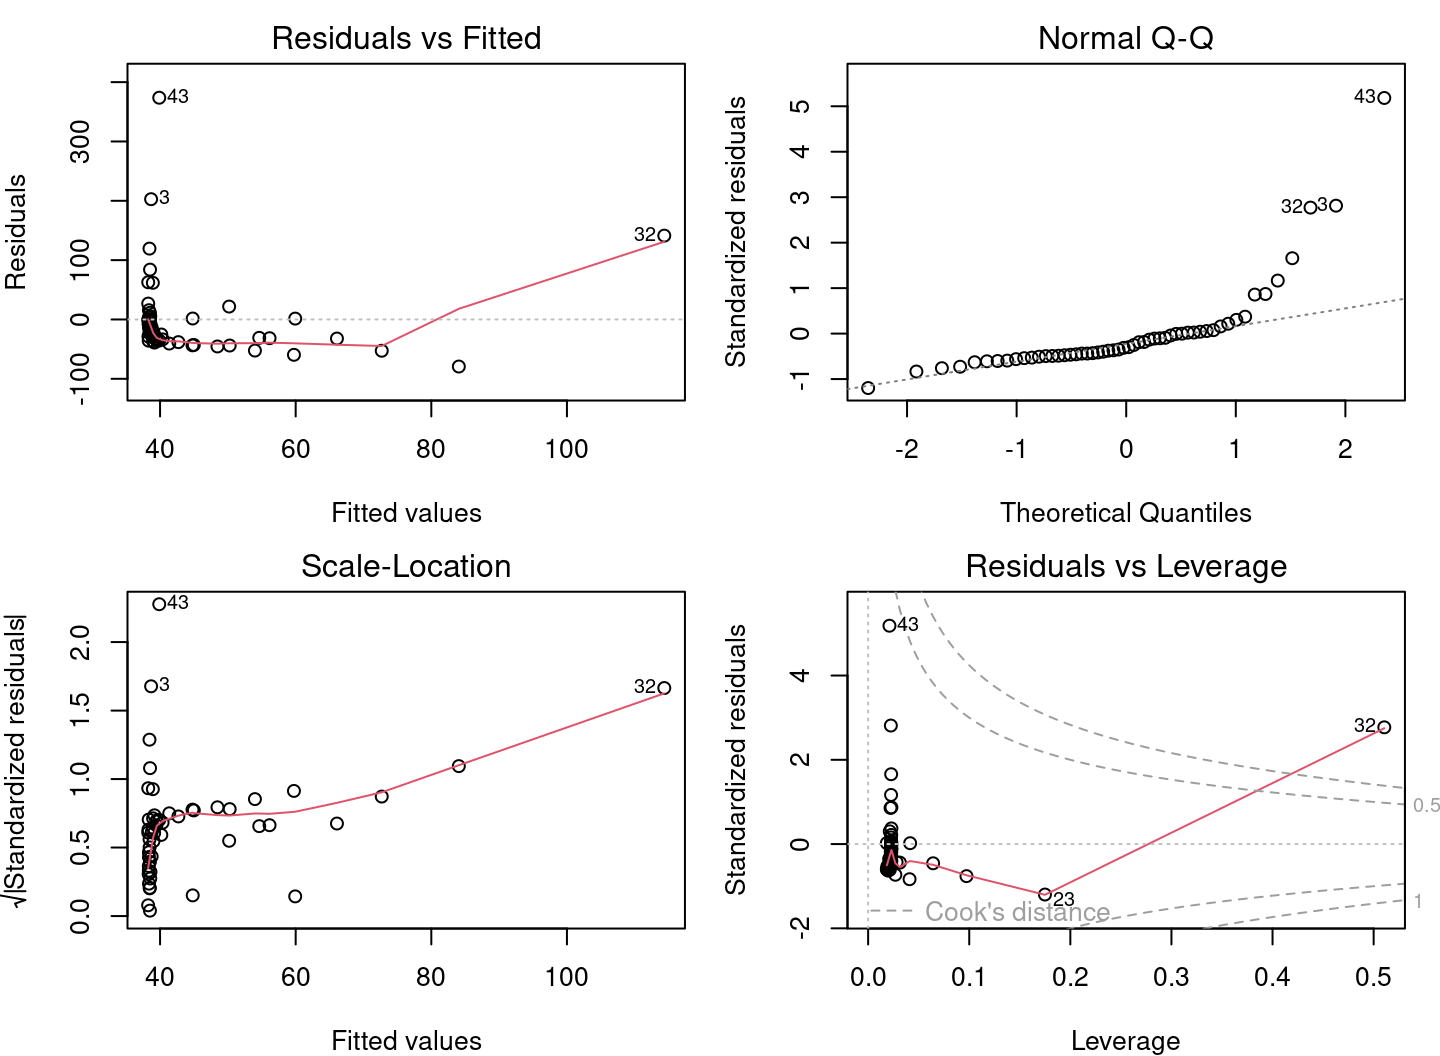 Residuals vs Fitted
Residuals
-100 0 100 300
43
3
32
40 60 80 100
Fitted values
Normal Q-Q
Standardized residuals
-1 0 1 2 3 4 5
43
32 3
-2 -1 0 1 2
Theoretical Quantiles
Scale-Location
√|Standardized residuals|
0.0 0.5 1.0 1.5 2.0
43
3
32
40 60 80 100
Fitted values
Residuals vs Leverage
Standardized residuals
-2 0 2 4
43
32
23
Cook's distance
0.5
1
0.0 0.1 0.2 0.3 0.4 0.5
Leverage